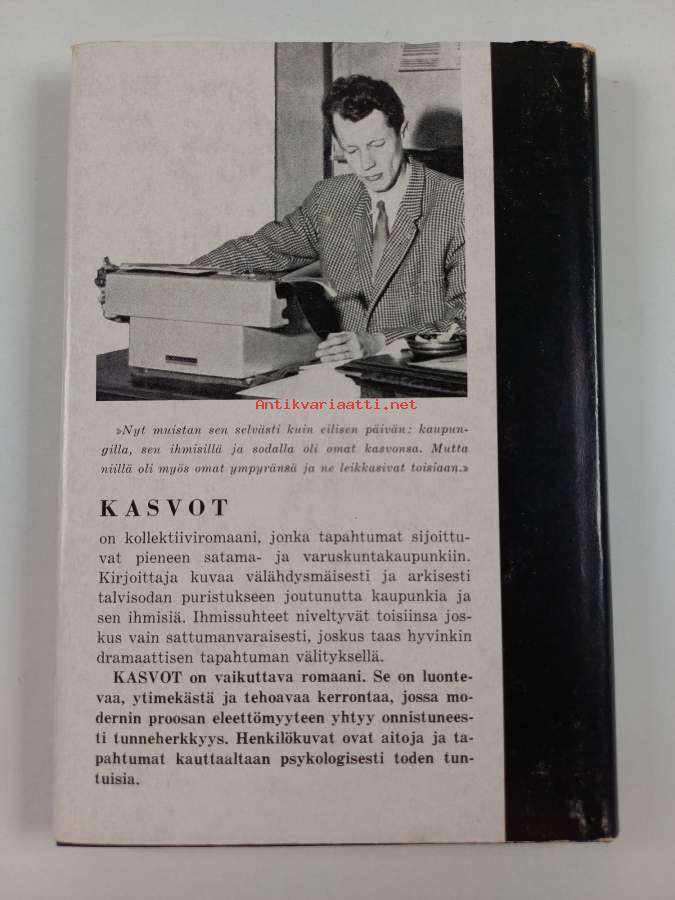 Antikvariaatti.net
»Nyt muistan sen selvästi kuin eilisen päivän: kaupun-
gilla, sen ihmisillä ja sodalla oli omat kasvonsa. Mutta
niillä oli myös omat ympyränsä ja ne leikkasivat toisiaan.»
KASVOT
on kollektiiviromaani, jonka tapahtumat sijoittu-
vat pieneen satama- ja varuskuntakaupunkiin.
Kirjoittaja kuvaa välähdysmäisesti ja arkisesti
talvisodan puristukseen joutunutta kaupunkia ja
sen ihmisiä. Ihmissuhteet niveltyvät toisiinsa jos-
kus vain sattumanvaraisesti, joskus taas hyvinkin
dramaattisen tapahtuman välityksellä.
KASVOT on vaikuttava romaani. Se on luonte-
vaa, ytimekästä ja tehoavaa kerrontaa, jossa mo-
dernin proosan eleettömyyteen yhtyy onnistunees-
ti tunneherkkyys. Henkilökuvat ovat aitoja ja ta-
pahtumat kauttaaltaan psykologisesti toden tun-
tuisia.